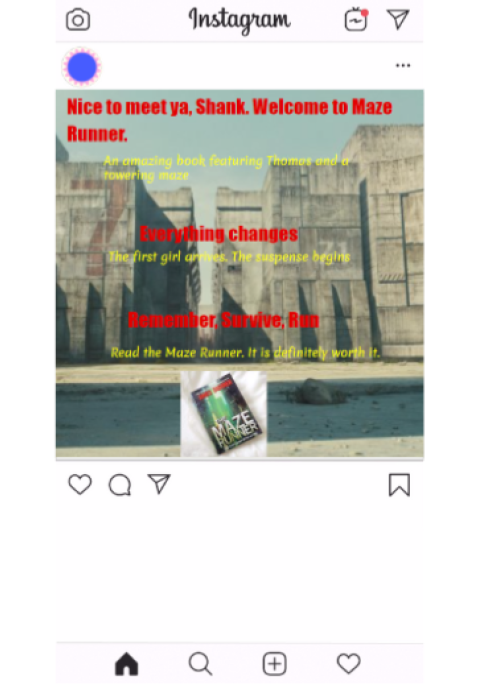 Instagram
Nice to meet ya, Shank. Welcome to Maze
Runner.
An amazing book featuring Thomas and a
towering maze
Everything changes
The first girl arrives. The suspense begins
Remember, Survive, Run
Read the Maze Runner. It is definitely worth it.
MAZE
RUNNER